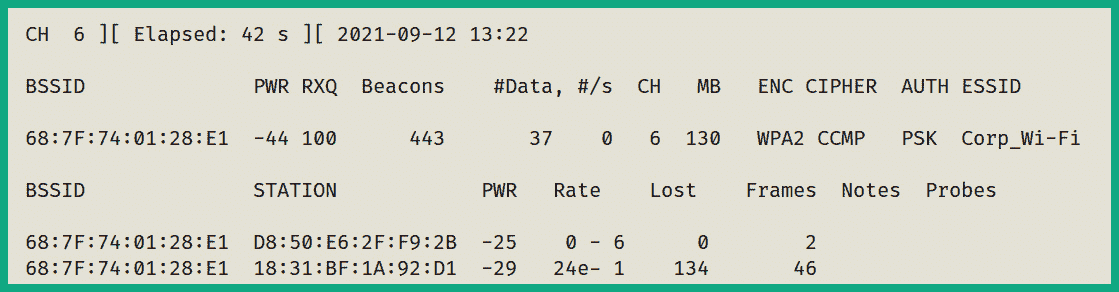 CH  6 ][ Elapsed: 42 s ][ 2021-09-12 13:22
BSSID              PWR RXQ  Beacons    #Data, #/s  CH   MB   ENC CIPHER  AUTH ESSID
68:7F:74:01:28:E1  -44 100      443       37    0   6  130   WPA2 CCMP   PSK  Corp_Wi-Fi
BSSID              STATION            PWR   Rate    Lost    Frames  Notes  Probes
68:7F:74:01:28:E1  D8:50:E6:2F:F9:2B  -25    0 - 6      0        2
68:7F:74:01:28:E1  18:31:BF:1A:92:D1  -29   24e- 1    134       46